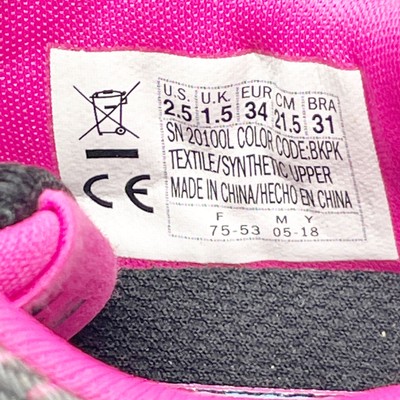 U.S. U.K. EUR CM BRA
2.5 1.5 34 21.5 31
SN 20100L COLOR CODE:BKPK
TEXTILE/SYNTHETIC UPPER
MADE IN CHINA/HECHO EN CHINA
F M Y
75-53 05-18
CE